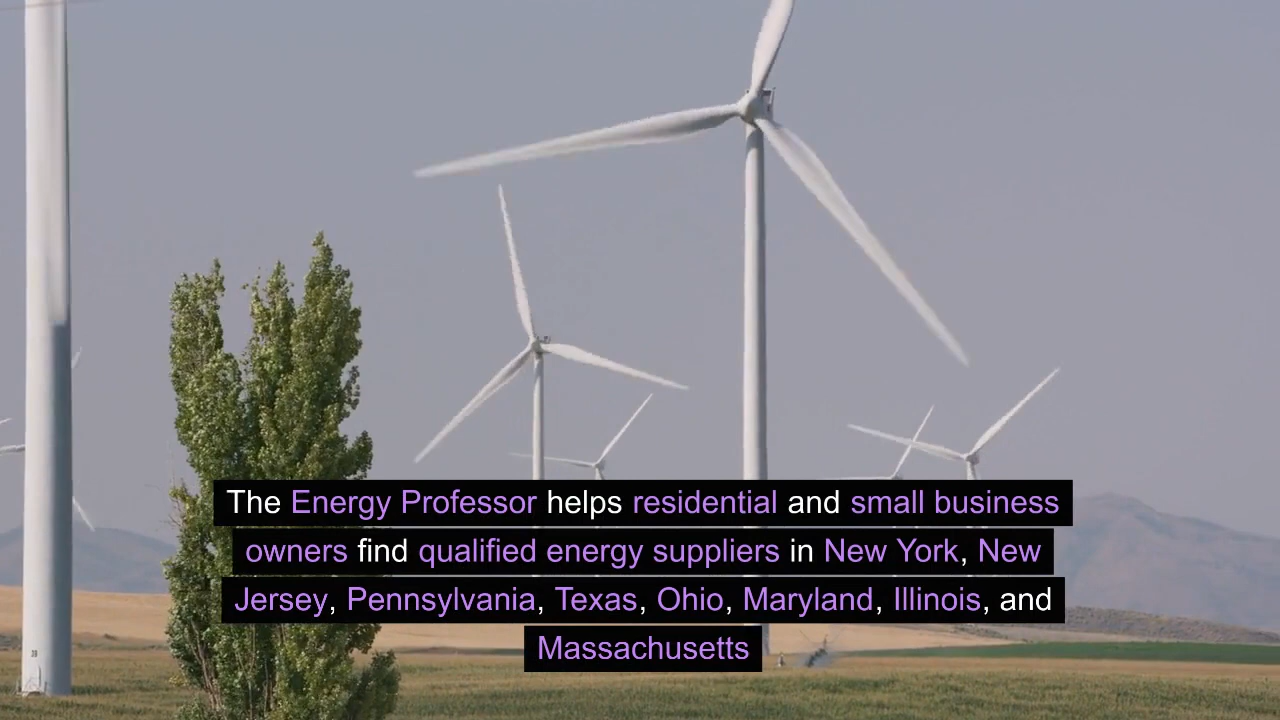 The Energy Professor helps residential and small business
owners find qualified energy suppliers in New York, New
Jersey, Pennsylvania, Texas, Ohio, Maryland, Illinois, and
Massachusetts